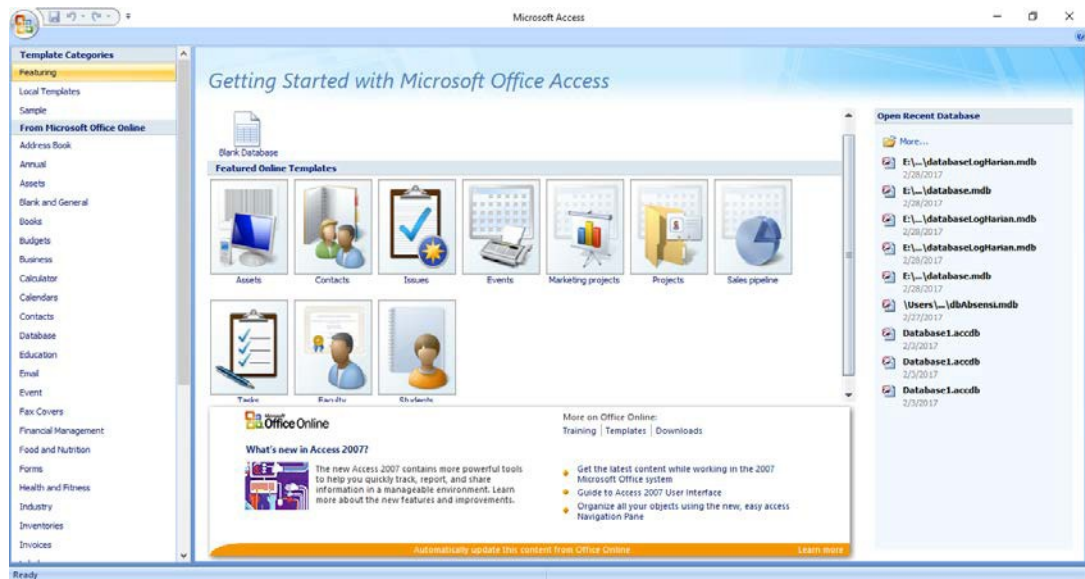 Microsoft Access
Template Categories
Featuring
Local Templates
Sample
From Microsoft Office Online
Address Book
Annual
Assets
Blank and General
Books
Budgets
Business
Calculator
Calendars
Contacts
Database
Education
Email
Event
Fax Covers
Financial Management
Food and Nutrition
Forms
Health and Fitness
Industry
Inventories
Invoices
Getting Started with Microsoft Office Access
Blank Database
Featured Online Templates
Assets
Contacts
Issues
Events
Marketing projects
Projects
Sales pipeline
Tasks
Faculty
Students
Microsoft
Office Online
What's new in Access 2007?
The new Access 2007 contains more powerful tools
to help you quickly track, report, and share
information in a manageable environment. Learn
more about the new features and improvements.
More on Office Online:
Training | Templates | Downloads
Get the latest content while working in the 2007
Microsoft Office system
Guide to Access 2007 User Interface
Organize all your objects using the new, easy access
Navigation Pane
Automatically update this content from Office Online
Learn more
Open Recent Database
More...
E:\...\databaseLogHarian.mdb
2/28/2017
E:\...\database.mdb
2/28/2017
E:\...\databaseLogHarian.mdb
2/28/2017
E:\...\databaseLogHarian.mdb
2/28/2017
E:\...\database.mdb
2/28/2017
\Users\...\dbAbsensi.mdb
2/27/2017
Database1.accdb
2/3/2017
Database1.accdb
2/3/2017
Database1.accdb
2/3/2017
Ready